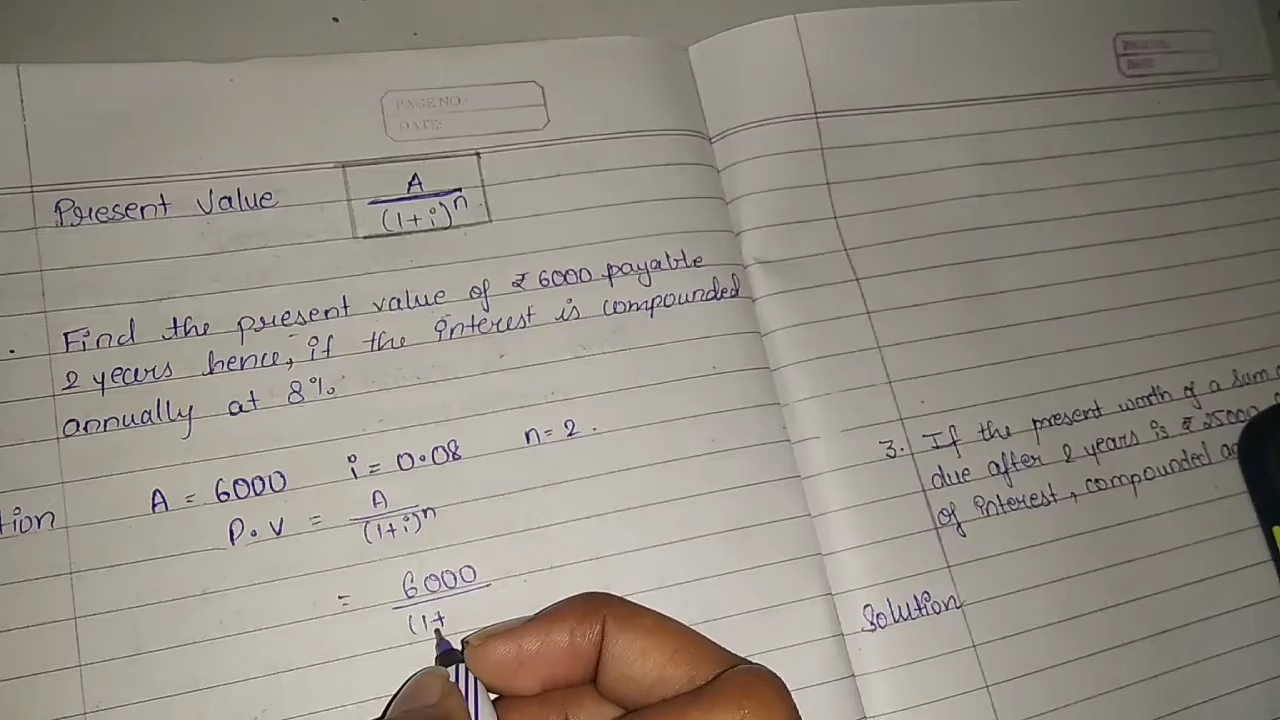 PAGE NO.:
DATE:
Present Value A
(1+i)^n
. Find the present value of ₹ 6000 payable
2 years hence, if the interest is compounded
annually at 8%.
A = 6000 i = 0.08 n = 2.
P.V = A
(1+i)^n
= 6000
(1+
3. If the present worth of a sum
due after 2 years is ₹ 25000
of interest, compounded
Solution